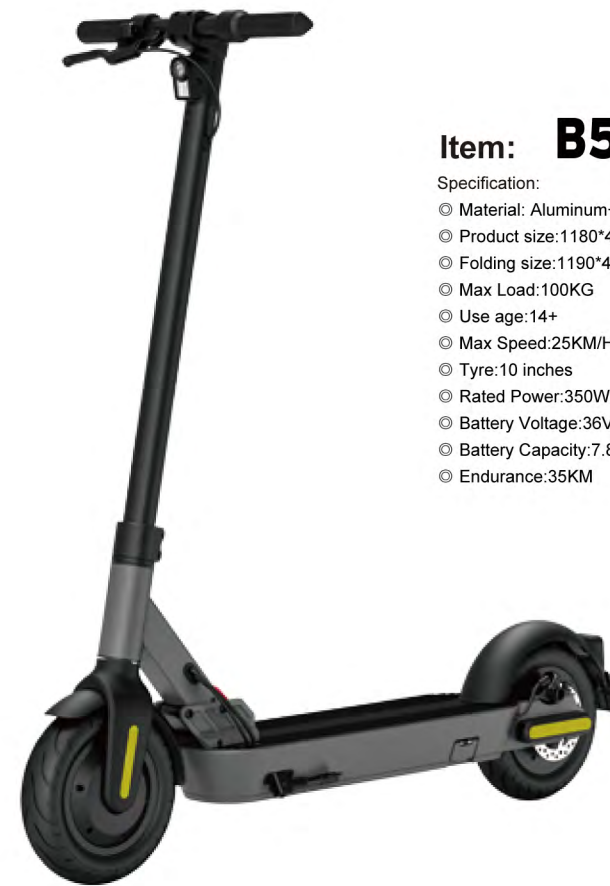 Item: B5
Specification:
◎ Material: Aluminum
◎ Product size:1180*4
◎ Folding size:1190*4
◎ Max Load:100KG
◎ Use age:14+
◎ Max Speed:25KM/H
◎ Tyre:10 inches
◎ Rated Power:350W
◎ Battery Voltage:36V
◎ Battery Capacity:7.8
◎ Endurance:35KM